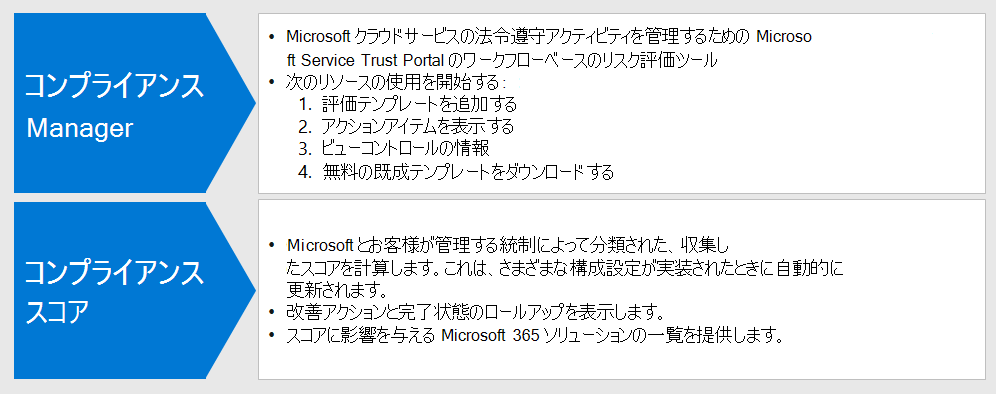 コンプライアンス
Manager
• Microsoft クラウド サービスの法令遵守アクティビティを管理するための Microso
ft Service Trust Portal のワークフローベースのリスク評価ツール
• 次のリソースの使用を開始する:
1. 評価テンプレートを追加する
2. アクションアイテムを表示する
3. ビューコントロールの情報
4. 無料の既成テンプレートをダウンロードする
コンプライアンス
スコア
• Microsoft とお客様が管理する統制によって分類された、収集し
たスコアを計算します。これは、さまざまな構成設定が実装されたときに自動的に
更新されます。
• 改善アクションと完了状態のロールアップを表示します。
• スコアに影響を与える Microsoft 365 ソリューションの一覧を提供します。